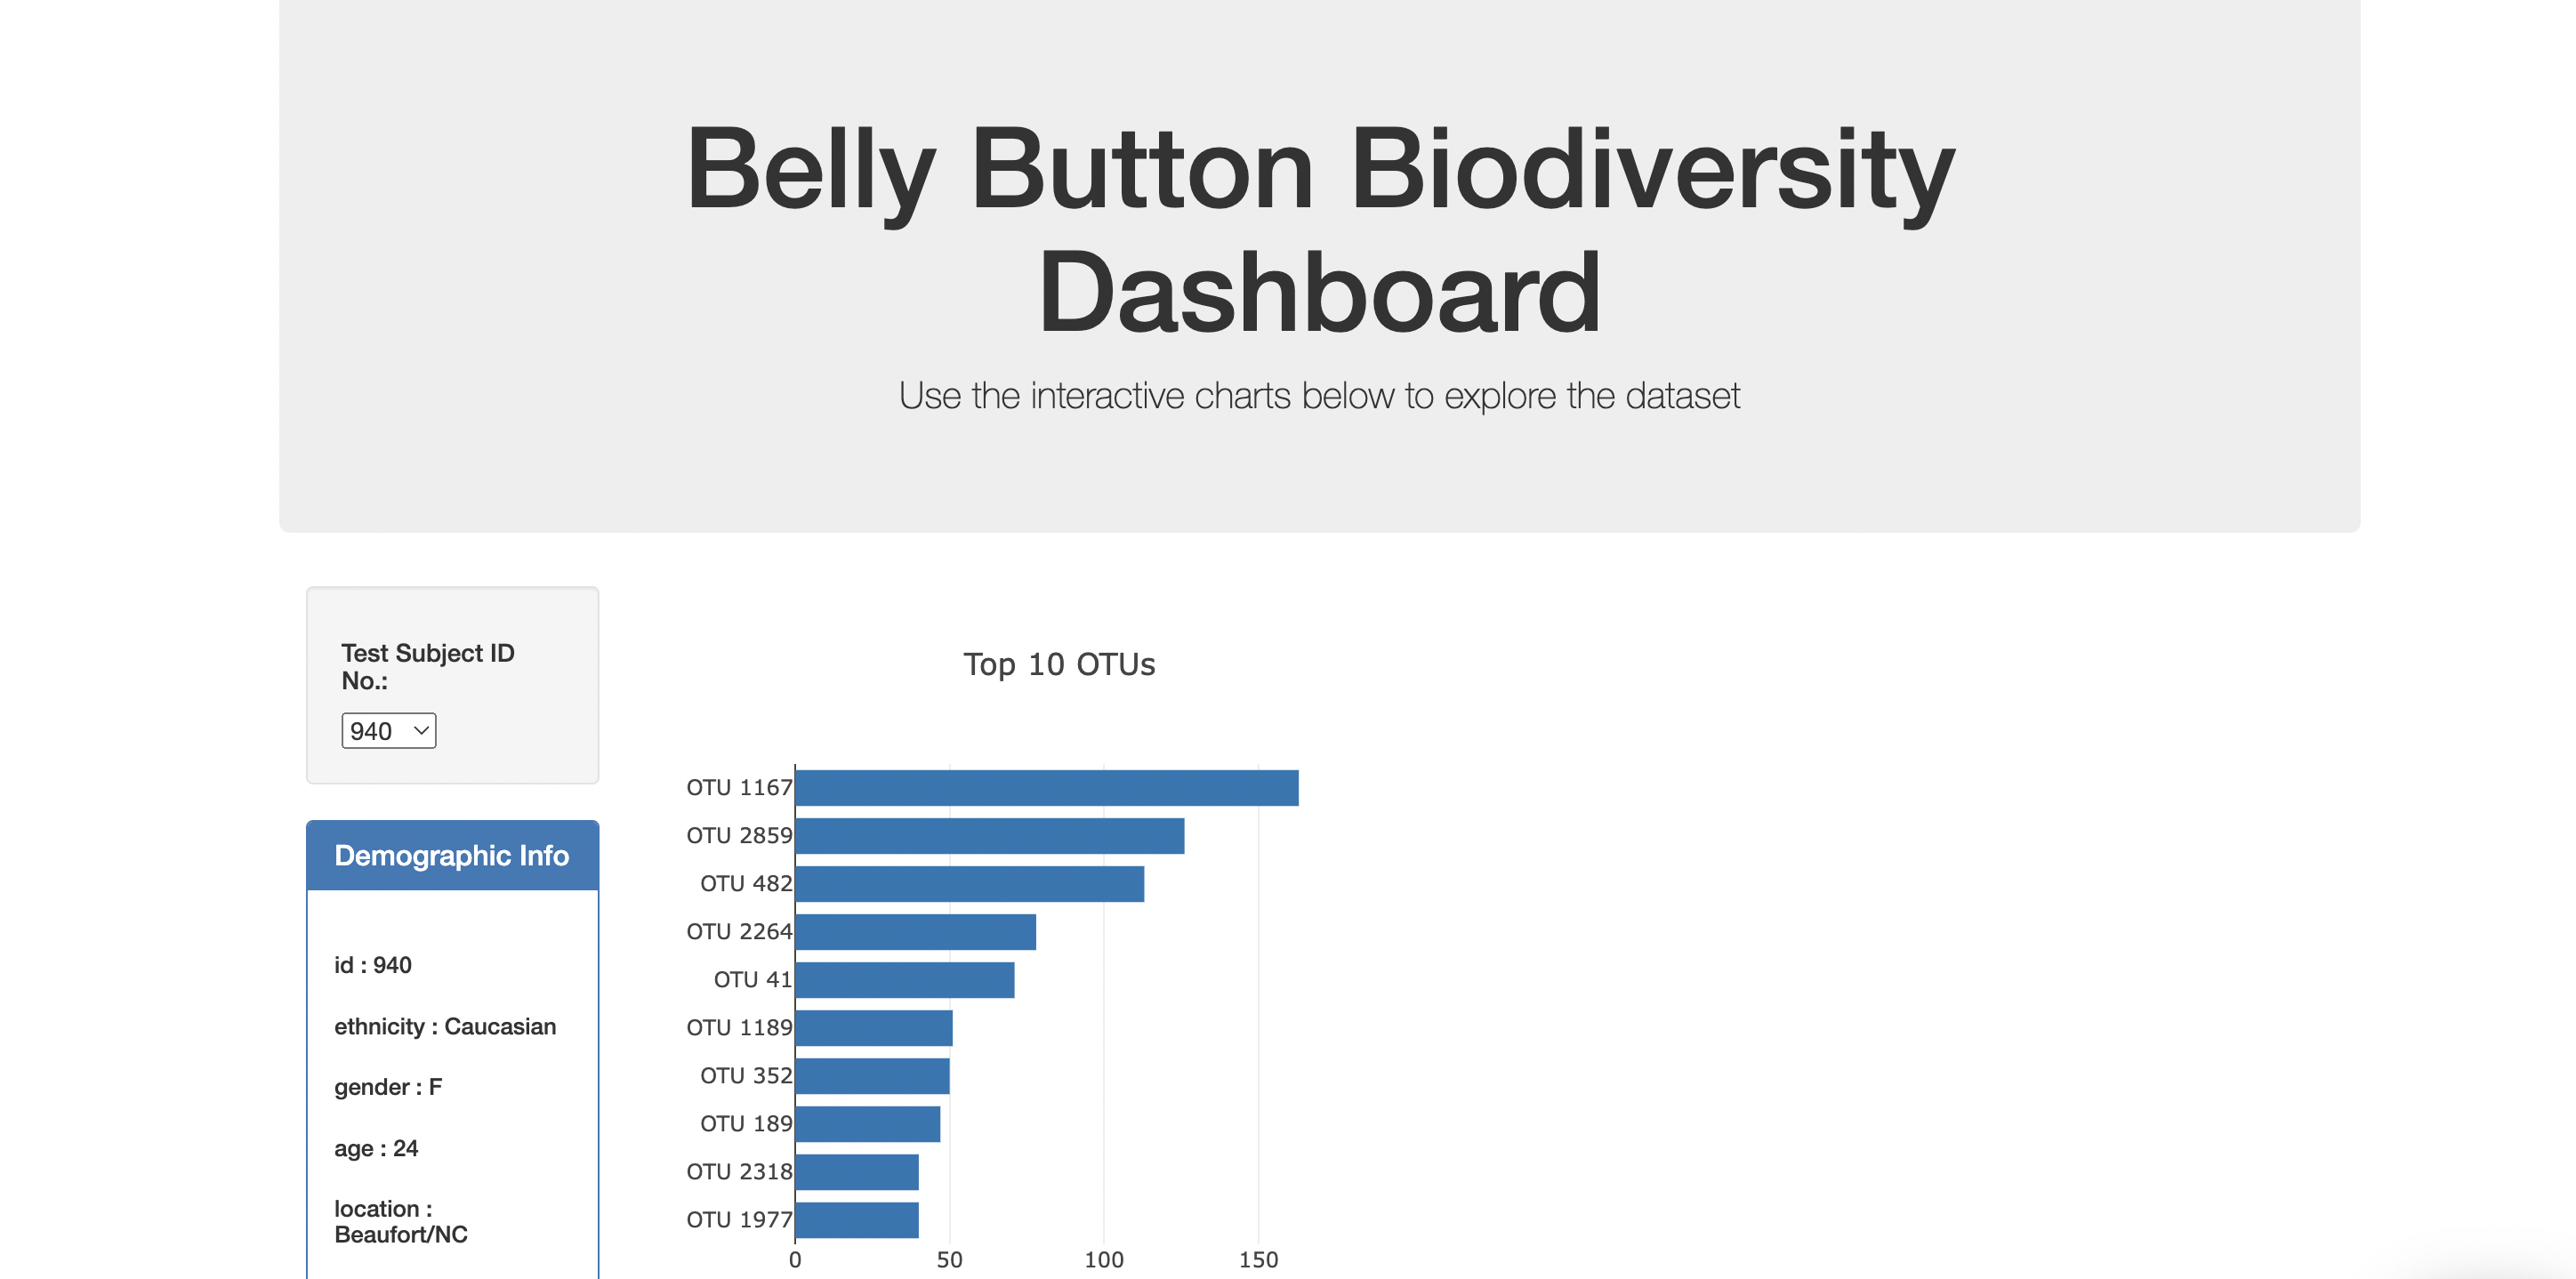 Belly Button Biodiversity
Dashboard
Use the interactive charts below to explore the dataset
Test Subject ID
No.:
940
Demographic Info
id : 940
ethnicity : Caucasian
gender : F
age : 24
location :
Beaufort/NC
Top 10 OTUs
OTU 1167
OTU 2859
OTU 482
OTU 2264
OTU 41
OTU 1189
OTU 352
OTU 189
OTU 2318
OTU 1977
0 50 100 150